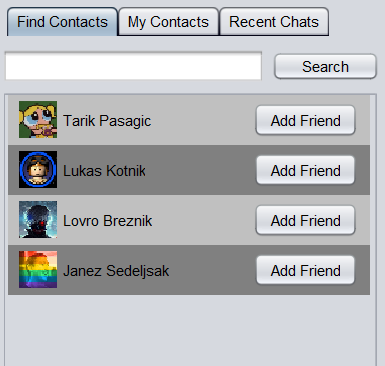 Find Contacts My Contacts Recent Chats
Search
Tarik Pasagic Add Friend
Lukas Kotnik Add Friend
Lovro Breznik Add Friend
Janez Sedeljsak Add Friend